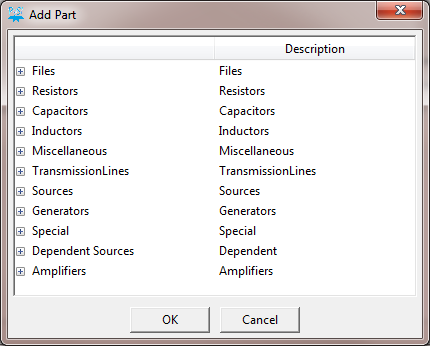 Add Part
Description
Files Files
Resistors Resistors
Capacitors Capacitors
Inductors Inductors
Miscellaneous Miscellaneous
TransmissionLines TransmissionLines
Sources Sources
Generators Generators
Special Special
Dependent Sources Dependent
Amplifiers Amplifiers
OK Cancel